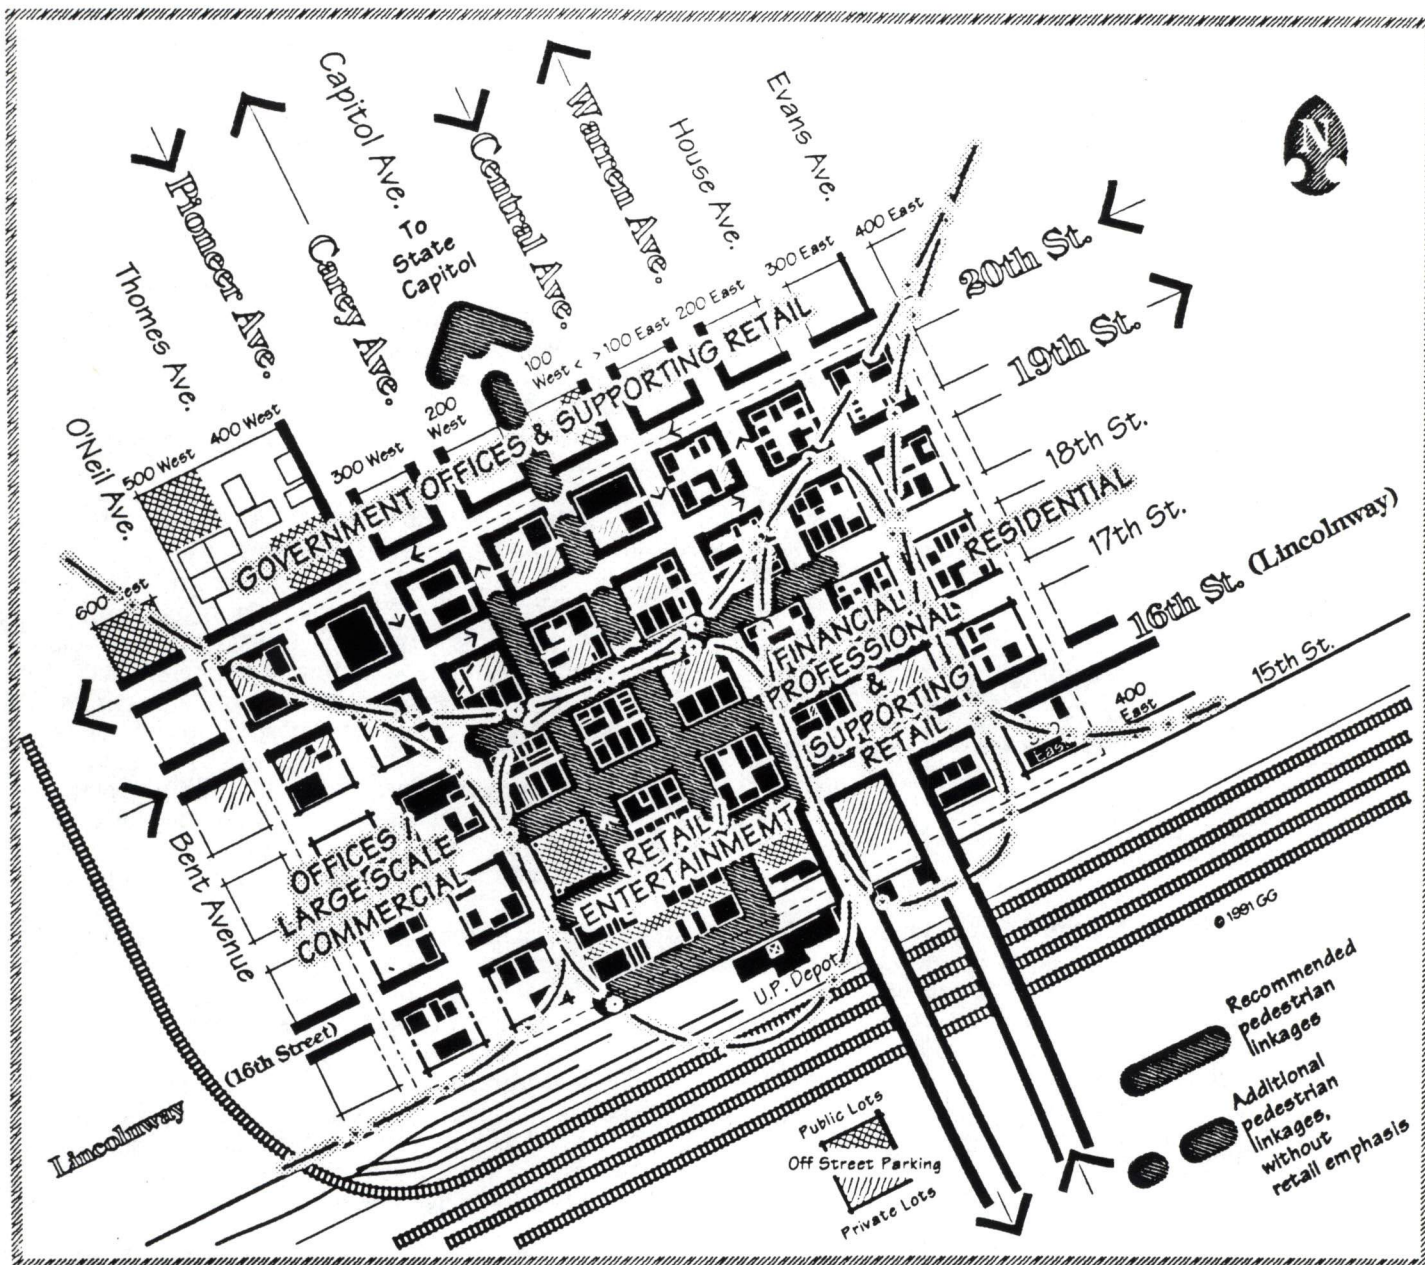 N
Pioneer Ave.
Carey Ave.
Capitol Ave.
To
State
Capitol
Central Ave.
Warren Ave.
House Ave.
Evans Ave.
Thomes Ave.
O'Neil Ave.
600 West
500 West
400 West
300 West
200
West
100
West < > 100 East
200 East
300 East
400 East
20th St.
19th St.
18th St.
17th St.
16th St. (Lincolnway)
15th St.
GOVERNMENT OFFICES & SUPPORTING RETAIL
RESIDENTIAL
FINANCIAL /
PROFESSIONAL
&
SUPPORTING
RETAIL
OFFICES /
LARGE SCALE
COMMERCIAL
RETAIL /
ENTERTAINMEMT
400
East
East
Bent Avenue
(16th Street)
Lincolnway
U.P. Depot
© 1991 GG
Public Lots
Off Street Parking
Private Lots
Recommended
pedestrian
linkages
Additional
pedestrian
linkages,
without
retail emphasis